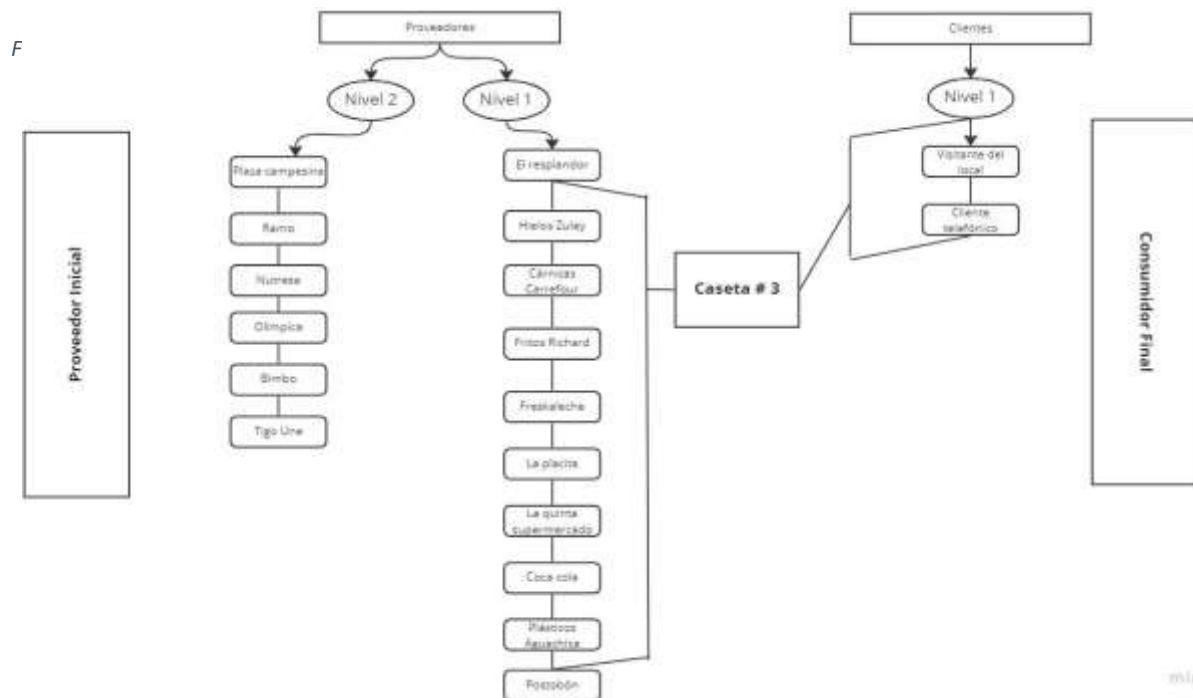 F
Proveedores
Clientes
Nivel 2
Nivel 1
Nivel 1
Proveedor Inicial
Plaza campesina
Ramo
Olimpica
Bimbo
Tigo Une
El resplandor
Hielos Zuley
Cárnicas
Carrefour
Fritos Richard
Freskaleche
La placita
La quinta
supermercado
Coca cola
Plásticos
Postobón
Caseta # 3
Visitante del
local
Cliente
telefónico
Consumidor Final